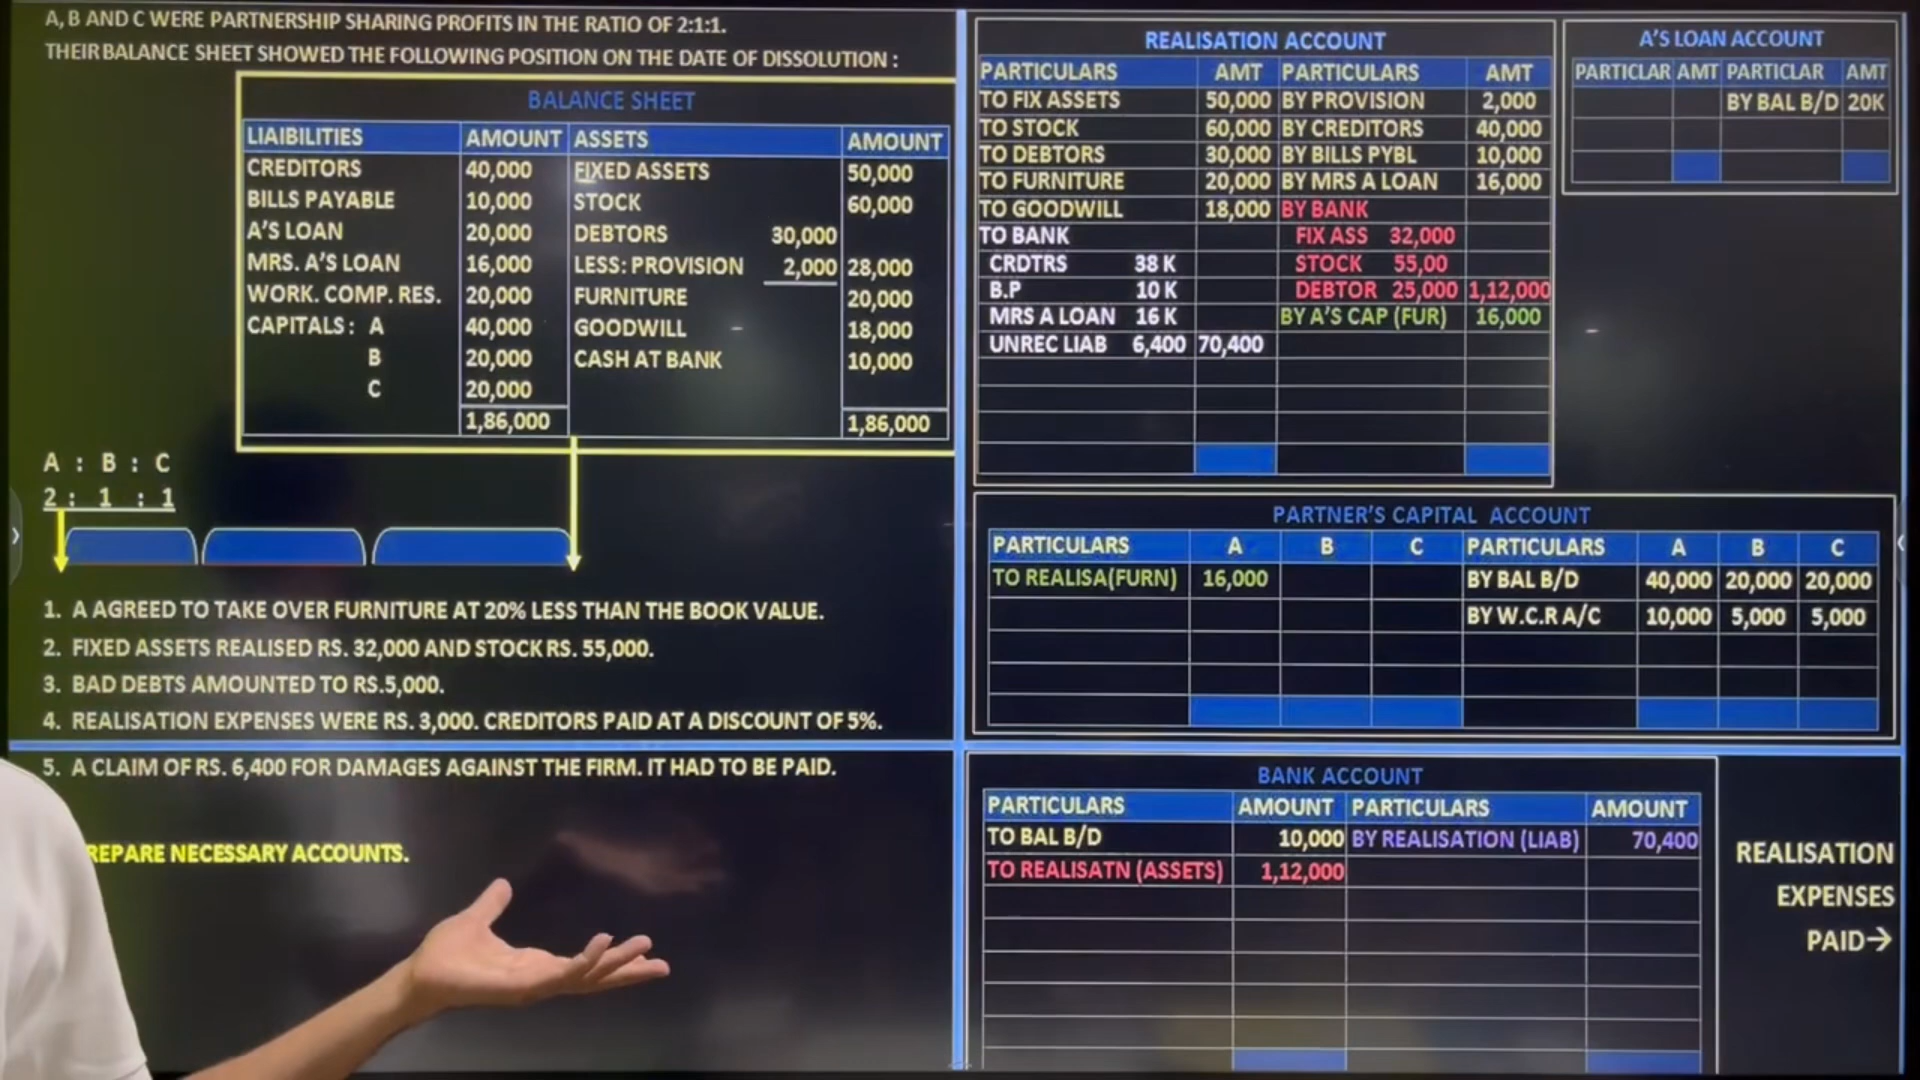 A, B AND C WERE PARTNERSHIP SHARING PROFITS IN THE RATIO OF 2:1:1.
THEIR BALANCE SHEET SHOWED THE FOLLOWING POSITION ON THE DATE OF DISSOLUTION :
BALANCE SHEET
LIAIBILITIES AMOUNT ASSETS AMOUNT
CREDITORS 40,000 FIXED ASSETS 50,000
BILLS PAYABLE 10,000 STOCK 60,000
A'S LOAN 20,000 DEBTORS 30,000
MRS. A'S LOAN 16,000 LESS: PROVISION 2,000 28,000
WORK. COMP. RES. 20,000 FURNITURE 20,000
CAPITALS: A 40,000 GOODWILL 18,000
B 20,000 CASH AT BANK 10,000
C 20,000
1,86,000 1,86,000
A : B : C
2 : 1 : 1
1. A AGREED TO TAKE OVER FURNITURE AT 20% LESS THAN THE BOOK VALUE.
2. FIXED ASSETS REALISED RS. 32,000 AND STOCK RS. 55,000.
3. BAD DEBTS AMOUNTED TO RS.5,000.
4. REALISATION EXPENSES WERE RS. 3,000. CREDITORS PAID AT A DISCOUNT OF 5%.
5. A CLAIM OF RS. 6,400 FOR DAMAGES AGAINST THE FIRM. IT HAD TO BE PAID.
REPARE NECESSARY ACCOUNTS.
REALISATION ACCOUNT
PARTICULARS AMT PARTICULARS AMT
TO FIX ASSETS 50,000 BY PROVISION 2,000
TO STOCK 60,000 BY CREDITORS 40,000
TO DEBTORS 30,000 BY BILLS PYBL 10,000
TO FURNITURE 20,000 BY MRS A LOAN 16,000
TO GOODWILL 18,000 BY BANK
TO BANK FIX ASS 32,000
CRDTRS 38 K STOCK 55,00
B.P 10 K DEBTOR 25,000 1,12,000
MRS A LOAN 16 K BY A'S CAP (FUR) 16,000
UNREC LIAB 6,400 70,400
A'S LOAN ACCOUNT
PARTICLAR AMT PARTICLAR AMT
BY BAL B/D 20K
PARTNER'S CAPITAL ACCOUNT
PARTICULARS A B C PARTICULARS A B C
TO REALISA(FURN) 16,000 BY BAL B/D 40,000 20,000 20,000
BY W.C.R A/C 10,000 5,000 5,000
BANK ACCOUNT
PARTICULARS AMOUNT PARTICULARS AMOUNT
TO BAL B/D 10,000 BY REALISATION (LIAB) 70,400
TO REALISATN (ASSETS) 1,12,000
REALISATION
EXPENSES
PAID→